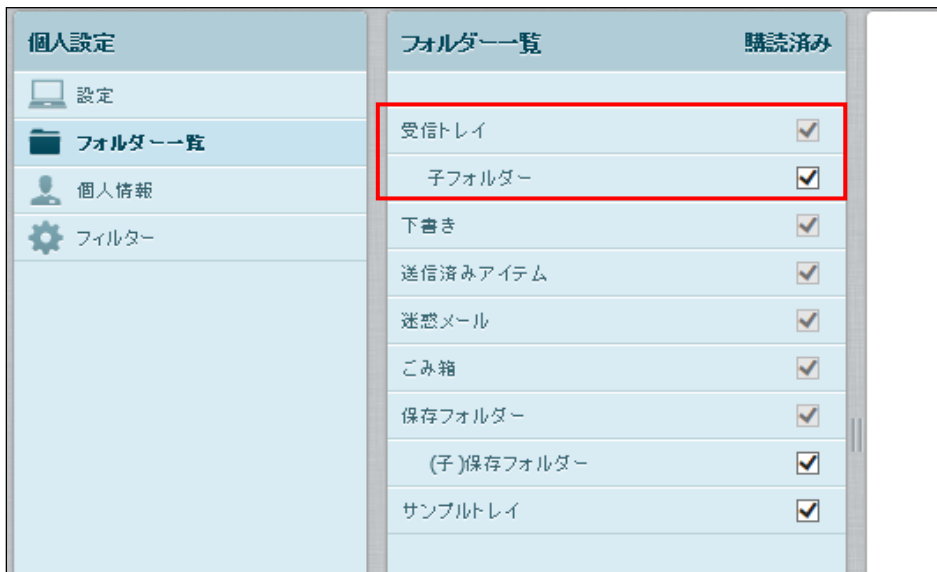 個人設定
設定
フォルダー一覧
個人情報
フィルター
フォルダー一覧 購読済み
受信トレイ
子フォルダー
下書き
送信済みアイテム
迷惑メール
ごみ箱
保存フォルダー
(子)保存フォルダー
サンプルトレイ